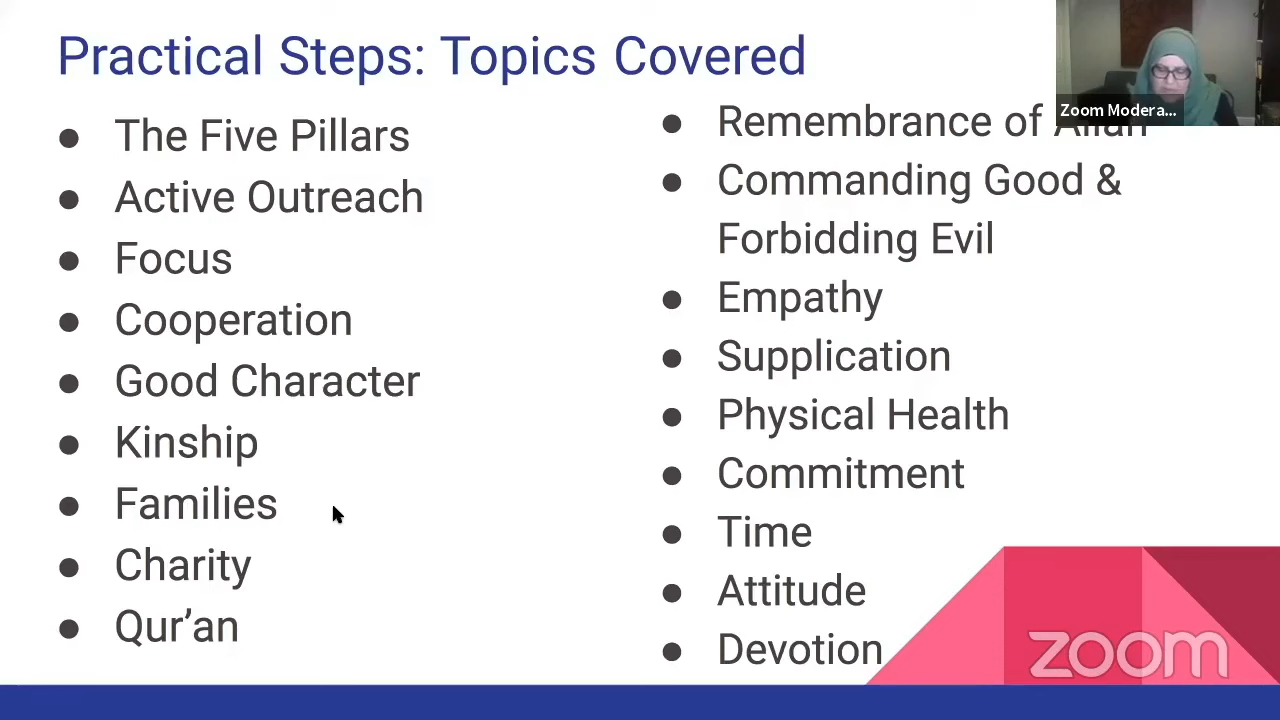 Practical Steps: Topics Covered
The Five Pillars
Active Outreach
Focus
Cooperation
Good Character
Kinship
Families
Charity
Qur’an
Remembrance of Allah
Commanding Good &
Forbidding Evil
Empathy
Supplication
Physical Health
Commitment
Time
Attitude
Devotion
Zoom Modera...
zoom